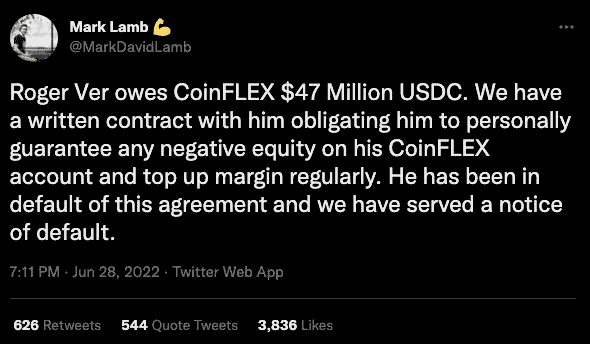 Mark Lamb 💪
@MarkDavidLamb
Roger Ver owes CoinFLEX $47 Million USDC. We have
a written contract with him obligating him to personally
guarantee any negative equity on his CoinFLEX
account and top up margin regularly. He has been in
default of this agreement and we have served a notice
of default.
7:11 PM · Jun 28, 2022 · Twitter Web App
626 Retweets 544 Quote Tweets 3,836 Likes